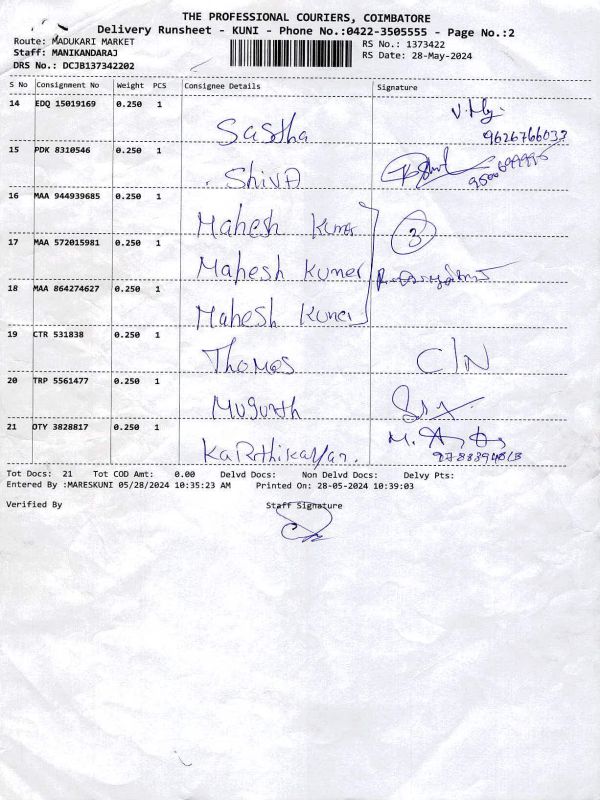 THE PROFESSIONAL COURIERS, COIMBATORE
Delivery Runsheet - KUNI - Phone No.:0422-3505555 - Page No.:2
Route: MADUKARI MARKET
RS No.: 1373422
Staff: MANIKANDARAJ
RS Date: 28-May-2024
DRS No.: DCJB137342202
S No Consignment No Weight PCS Consignee Details Signature
14 EDQ 15019169 0.250 1 Sastha
9626766033
15 PDK 8310546 0.250 1 Shiva
16 MAA 944939685 0.250 1 Mahesh Kumer
3
17 MAA 572015981 0.250 1 Mahesh Kumer
18 MAA 864274627 0.250 1 Mahesh Kumer
19 CTR 531838 0.250 1 Thomas C/N
20 TRP 5561477 0.250 1
21 OTY 3828817 0.250 1 Karthikayan.
Tot Docs: 21 Tot COD Amt: 0.00 Delvd Docs: Non Delvd Docs: Delvy Pts:
Entered By :MARESKUNI 05/28/2024 10:35:23 AM Printed On: 28-05-2024 10:39:03
Verified By Staff Signature